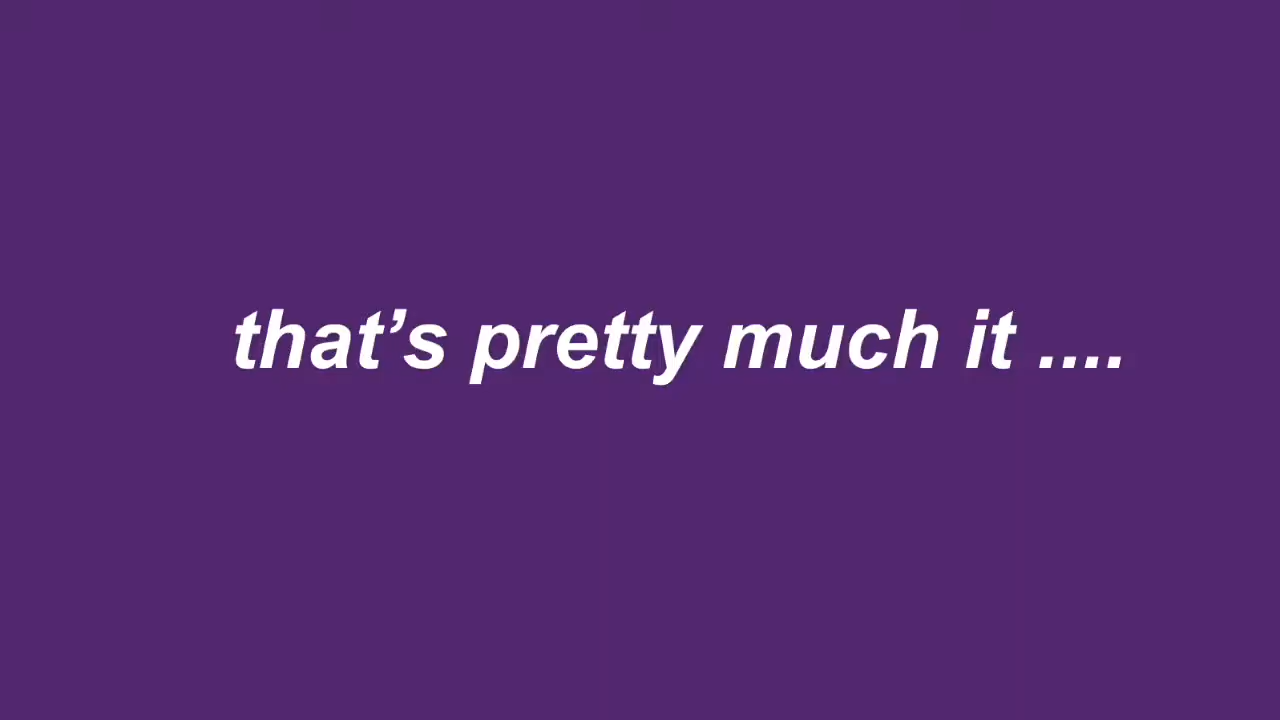 that’s pretty much it ....